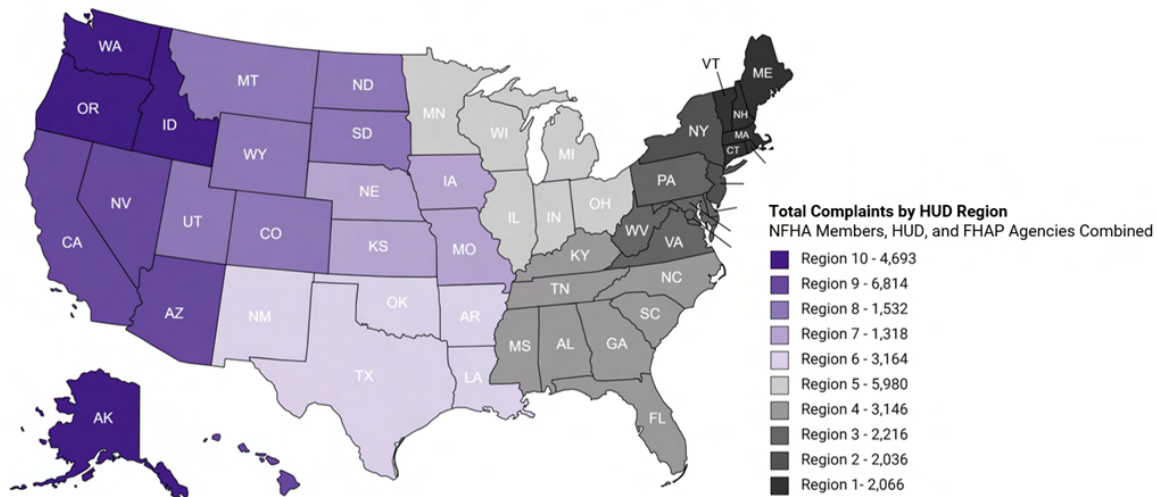 WA
MT
ND
MN
VT
ME
OR
ID
SD
WI
MI
NY
NH
MA
CT
WY
NE
IA
PA
NV
UT
CO
IL
IN
OH
CA
KS
MO
WV
VA
KY
AZ
NM
OK
AR
TN
NC
SC
TX
LA
MS
AL
GA
FL
AK
Total Complaints by HUD Region
NFHA Members, HUD, and FHAP Agencies Combined
Region 10 - 4,693
Region 9 - 6,814
Region 8 - 1,532
Region 7 - 1,318
Region 6 - 3,164
Region 5 - 5,980
Region 4 - 3,146
Region 3 - 2,216
Region 2 - 2,036
Region 1- 2,066